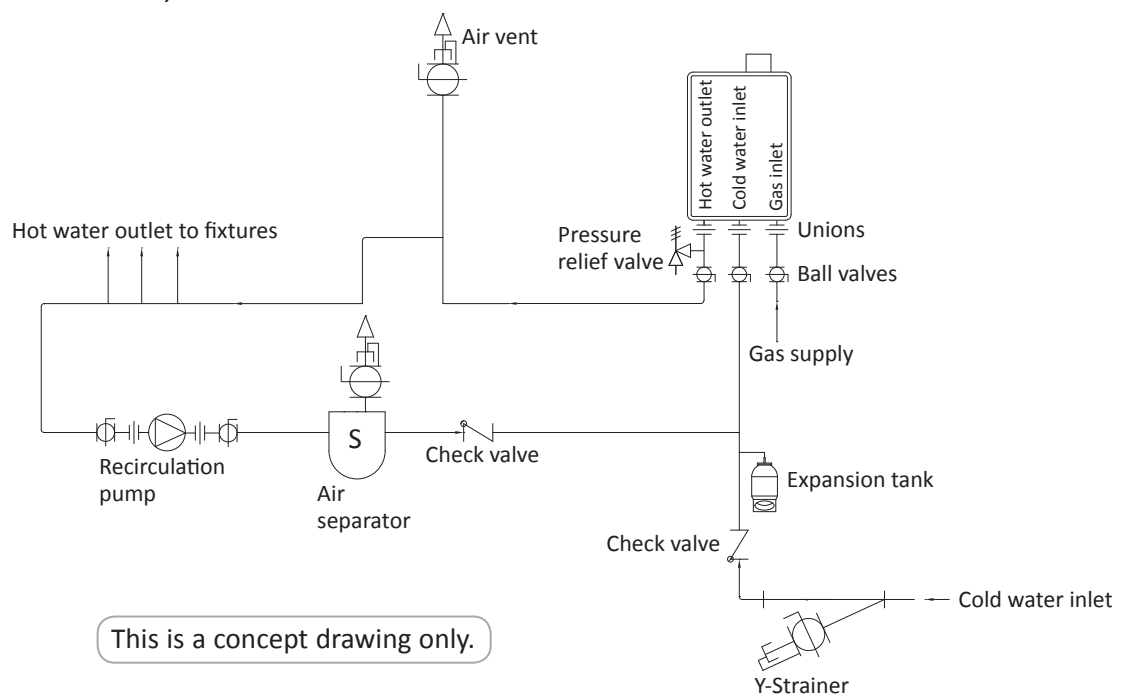 Air vent
Hot water outlet
Cold water inlet
Gas inlet
Hot water outlet to fixtures
Pressure
relief valve
Unions
Ball valves
Gas supply
S
Recirculation
pump
Air
separator
Check valve
Expansion tank
Check valve
Cold water inlet
This is a concept drawing only.
Y-Strainer